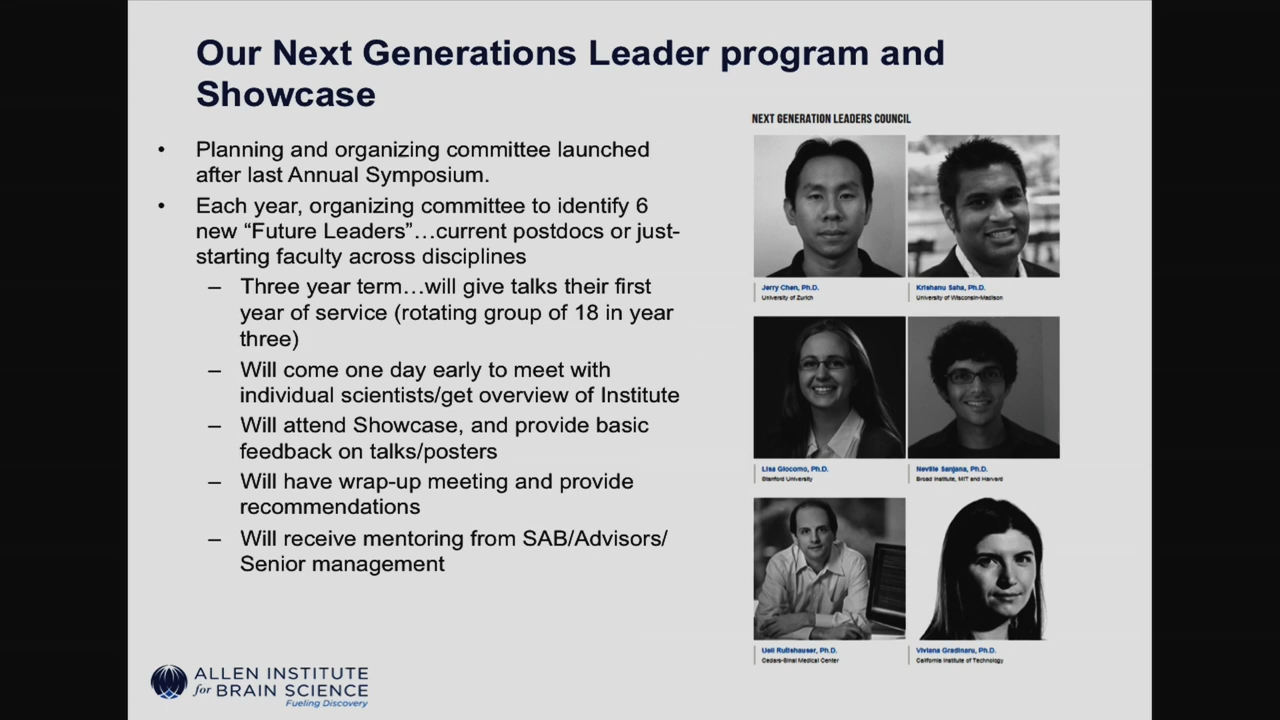 Our Next Generations Leader program and
Showcase
• Planning and organizing committee launched
after last Annual Symposium.
• Each year, organizing committee to identify 6
new “Future Leaders”…current postdocs or just-
starting faculty across disciplines
– Three year term…will give talks their first
year of service (rotating group of 18 in year
three)
– Will come one day early to meet with
individual scientists/get overview of Institute
– Will attend Showcase, and provide basic
feedback on talks/posters
– Will have wrap-up meeting and provide
recommendations
– Will receive mentoring from SAB/Advisors/
Senior management
NEXT GENERATION LEADERS COUNCIL
Jerry Chen, Ph.D.
University of Zurich
Krishanu Saha, Ph.D.
University of Wisconsin-Madison
Lisa Giocomo, Ph.D.
Stanford University
Neville Sanjana, Ph.D.
Broad Institute, MIT and Harvard
Ueli Rutishauser, Ph.D.
Cedars-Sinai Medical Center
Viviana Gradinaru, Ph.D.
California Institute of Technology
ALLEN INSTITUTE
for BRAIN SCIENCE
Fueling Discovery